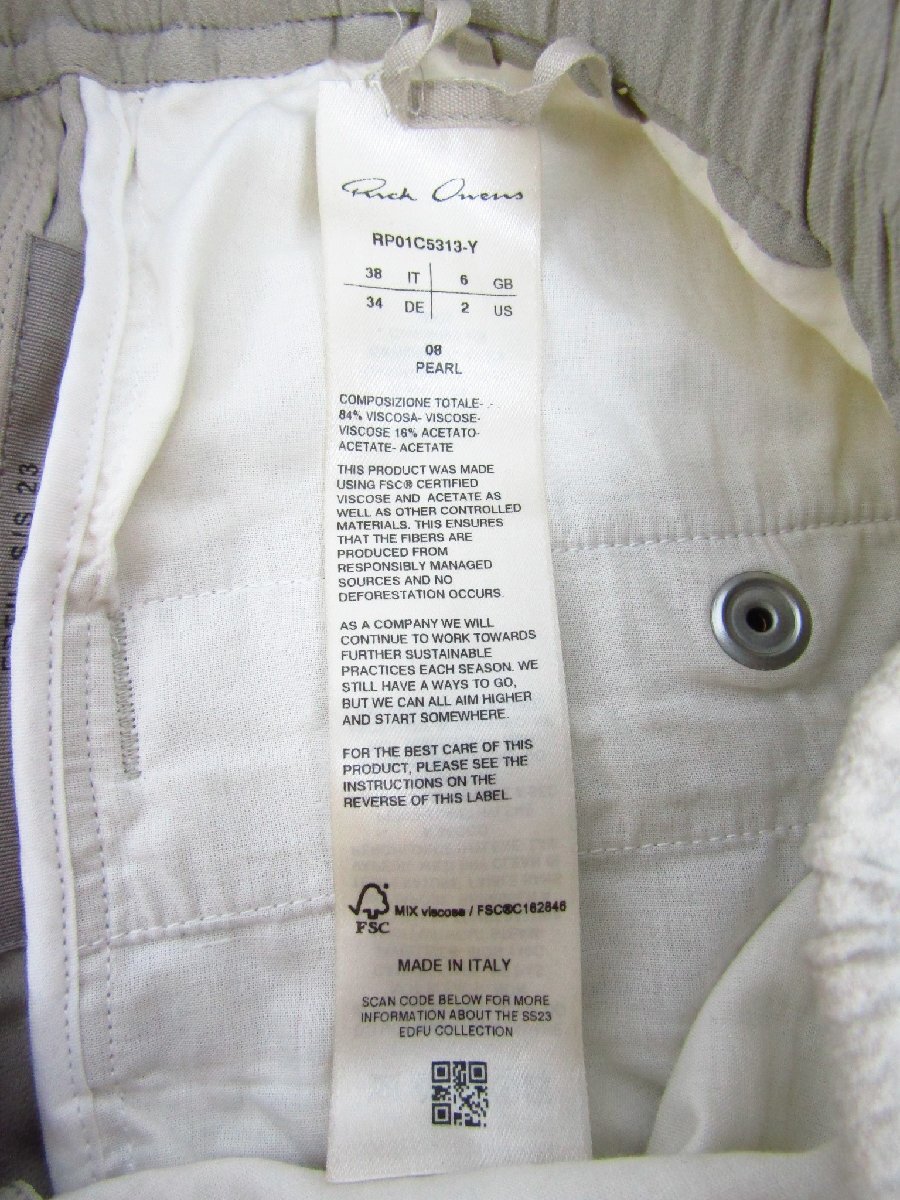 Rick Owens
RP01C5313-Y
38 IT 6 GB
34 DE 2 US
08
PEARL
COMPOSIZIONE TOTALE-
84% VISCOSA- VISCOSE-
VISCOSE 16% ACETATO-
ACETATE- ACETATE
THIS PRODUCT WAS MADE
USING FSC® CERTIFIED
VISCOSE AND ACETATE AS
WELL AS OTHER CONTROLLED
MATERIALS. THIS ENSURES
THAT THE FIBERS ARE
PRODUCED FROM
RESPONSIBLY MANAGED
SOURCES AND NO
DEFORESTATION OCCURS.
AS A COMPANY WE WILL
CONTINUE TO WORK TOWARDS
FURTHER SUSTAINABLE
PRACTICES EACH SEASON. WE
STILL HAVE A WAYS TO GO,
BUT WE CAN ALL AIM HIGHER
AND START SOMEWHERE.
FOR THE BEST CARE OF THIS
PRODUCT, PLEASE SEE THE
INSTRUCTIONS ON THE
REVERSE OF THIS LABEL.
FSC
MIX viscose / FSC®C162846
MADE IN ITALY
SCAN CODE BELOW FOR MORE
INFORMATION ABOUT THE SS23
EDFU COLLECTION
S/S 23